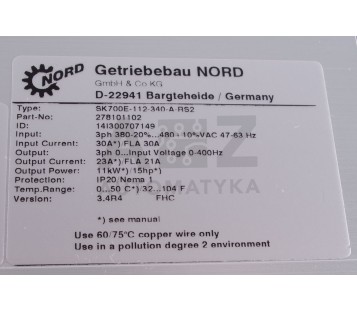 NORD
Getriebebau NORD
GmbH & Co KG
D-22941 Bargteheide / Germany
Type: SK700E-112-340-A-RS2
Part-No: 278101102
ID: 14I300707149
Input: 3ph 380-20%...480+10%VAC 47-63 Hz
Input Current: 30A*) FLA 30A
Output: 3ph 0...Input Voltage 0-400Hz
Output Current: 23A*) FLA 21A
Output Power: 11kW*) 15hp*)
Protection: IP20 Nema 1
Temp.Range: 0...50 C*)/32...104 F
Version: 3.4R4 FHC
*) see manual
Use 60/75°C copper wire only
Use in a pollution degree 2 environment